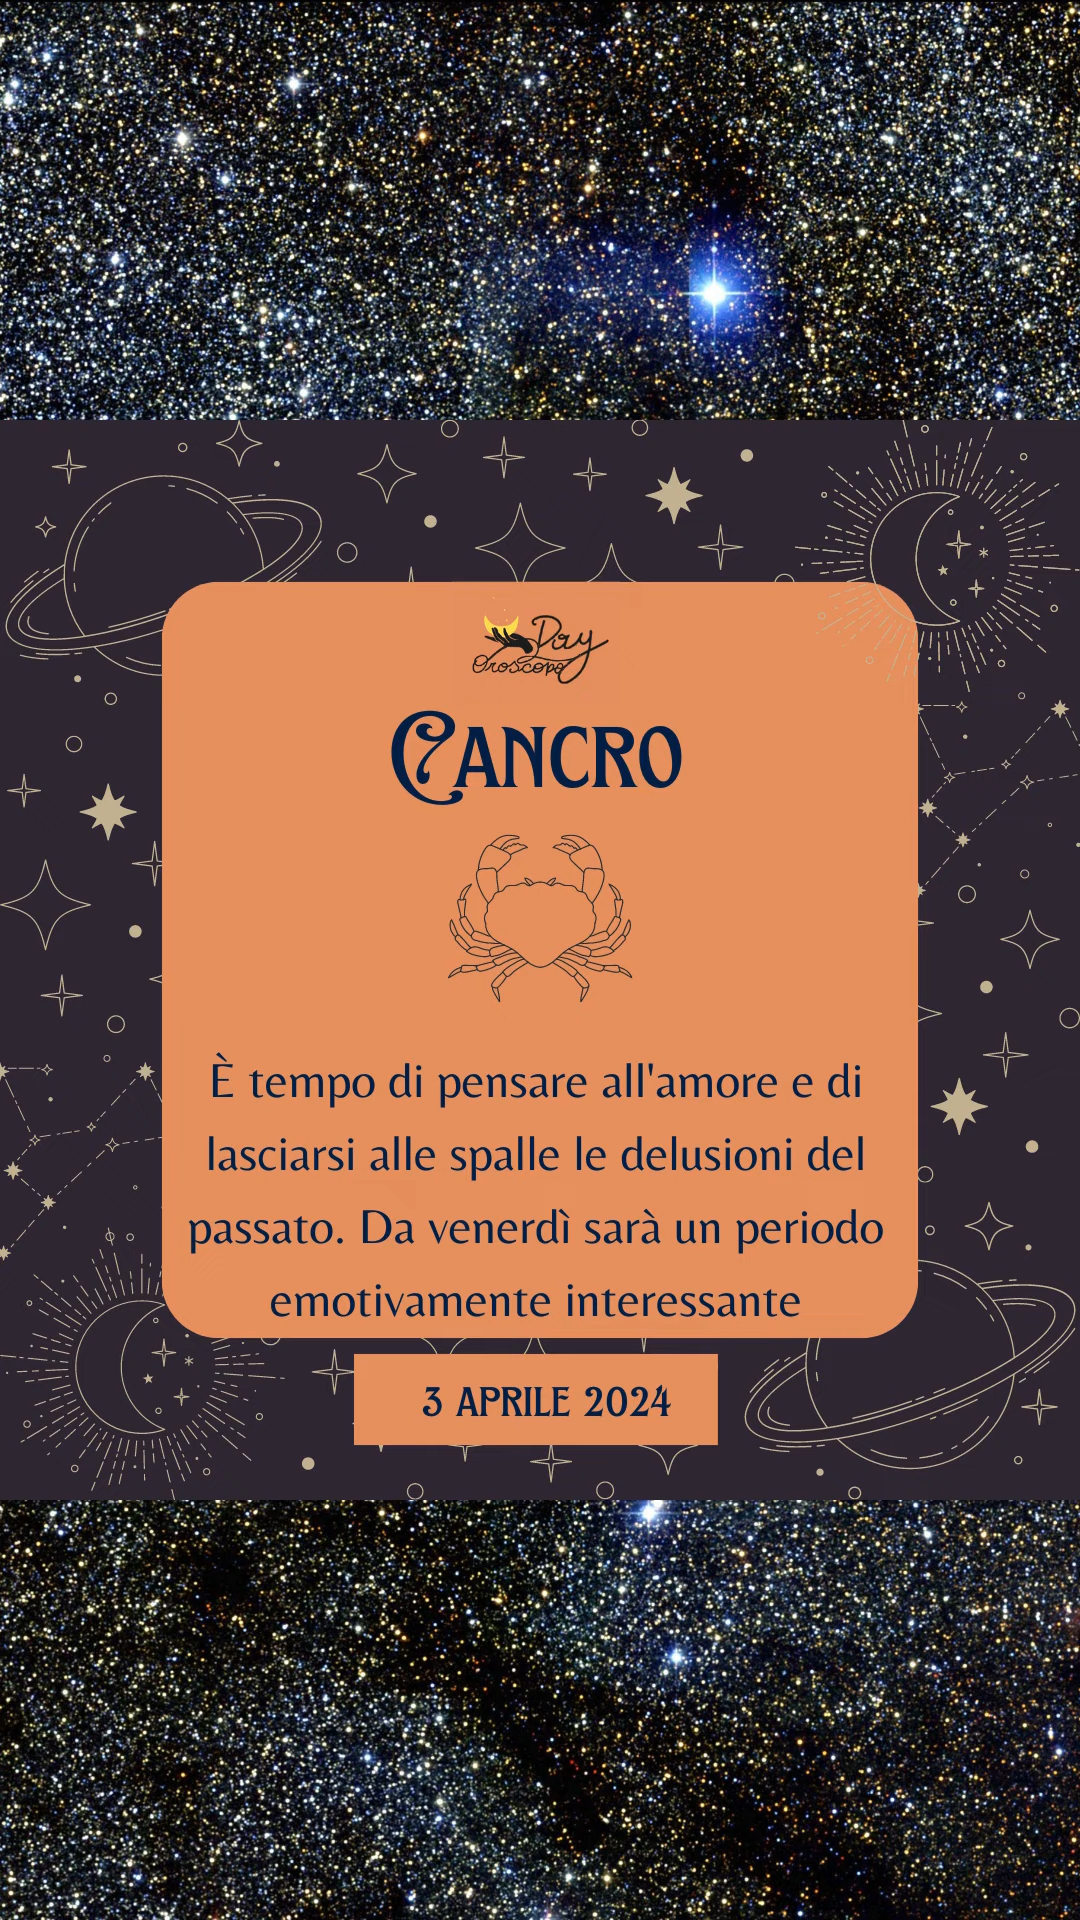 Day
Oroscopo
Cancro
È tempo di pensare all'amore e di
lasciarsi alle spalle le delusioni del
passato. Da venerdì sarà un periodo
emotivamente interessante
3 APRILE 2024